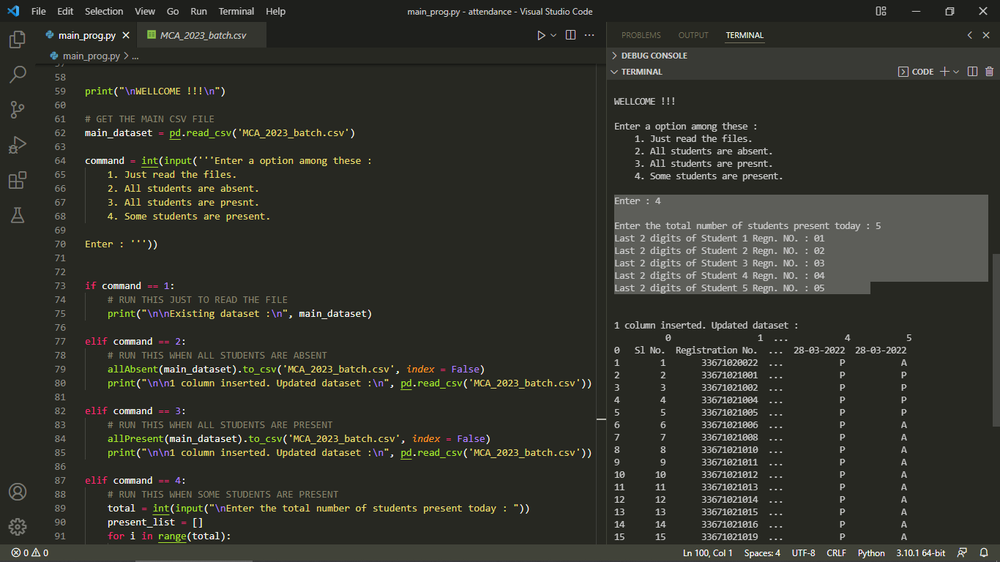 File Edit Selection View Go Run Terminal Help
main_prog.py - attendance - Visual Studio Code
main_prog.py
MCA_2023_batch.csv
main_prog.py > ...
57
58
59 print("\nWELLCOME !!!\n")
60
61 # GET THE MAIN CSV FILE
62 main_dataset = pd.read_csv('MCA_2023_batch.csv')
63
64 command = int(input('''Enter a option among these :
65 1. Just read the files.
66 2. All students are absent.
67 3. All students are presnt.
68 4. Some students are present.
69
70 Enter : '''))
71
72
73 if command == 1:
74 # RUN THIS JUST TO READ THE FILE
75 print("\n\nExisting dataset :\n", main_dataset)
76
77 elif command == 2:
78 # RUN THIS WHEN ALL STUDENTS ARE ABSENT
79 allAbsent(main_dataset).to_csv('MCA_2023_batch.csv', index = False)
80 print("\n\n1 column inserted. Updated dataset :\n", pd.read_csv('MCA_2023_batch.csv'))
81
82 elif command == 3:
83 # RUN THIS WHEN ALL STUDENTS ARE PRESENT
84 allPresent(main_dataset).to_csv('MCA_2023_batch.csv', index = False)
85 print("\n\n1 column inserted. Updated dataset :\n", pd.read_csv('MCA_2023_batch.csv'))
86
87 elif command == 4:
88 # RUN THIS WHEN SOME STUDENTS ARE PRESENT
89 total = int(input("\nEnter the total number of students present today : "))
90 present_list = []
91 for i in range(total):
PROBLEMS OUTPUT TERMINAL
DEBUG CONSOLE
TERMINAL
CODE
WELLCOME !!!
Enter a option among these :
1. Just read the files.
2. All students are absent.
3. All students are presnt.
4. Some students are present.
Enter : 4
Enter the total number of students present today : 5
Last 2 digits of Student 1 Regn. NO. : 01
Last 2 digits of Student 2 Regn. NO. : 02
Last 2 digits of Student 3 Regn. NO. : 03
Last 2 digits of Student 4 Regn. NO. : 04
Last 2 digits of Student 5 Regn. NO. : 05
1 column inserted. Updated dataset :
0 1 ... 4 5
0 Sl No. Registration No. ... 28-03-2022 28-03-2022
1 1 33671020022 ... P A
2 2 33671021001 ... P P
3 3 33671021002 ... P P
4 4 33671021004 ... P P
5 5 33671021005 ... P P
6 6 33671021006 ... P A
7 7 33671021008 ... P A
8 8 33671021010 ... P A
9 9 33671021011 ... P A
10 10 33671021012 ... P A
11 11 33671021013 ... P A
12 12 33671021014 ... P A
13 13 33671021015 ... P A
14 14 33671021016 ... P A
15 15 33671021019 ... P A
0 0
Ln 100, Col 1 Spaces: 4 UTF-8 CRLF Python 3.10.1 64-bit